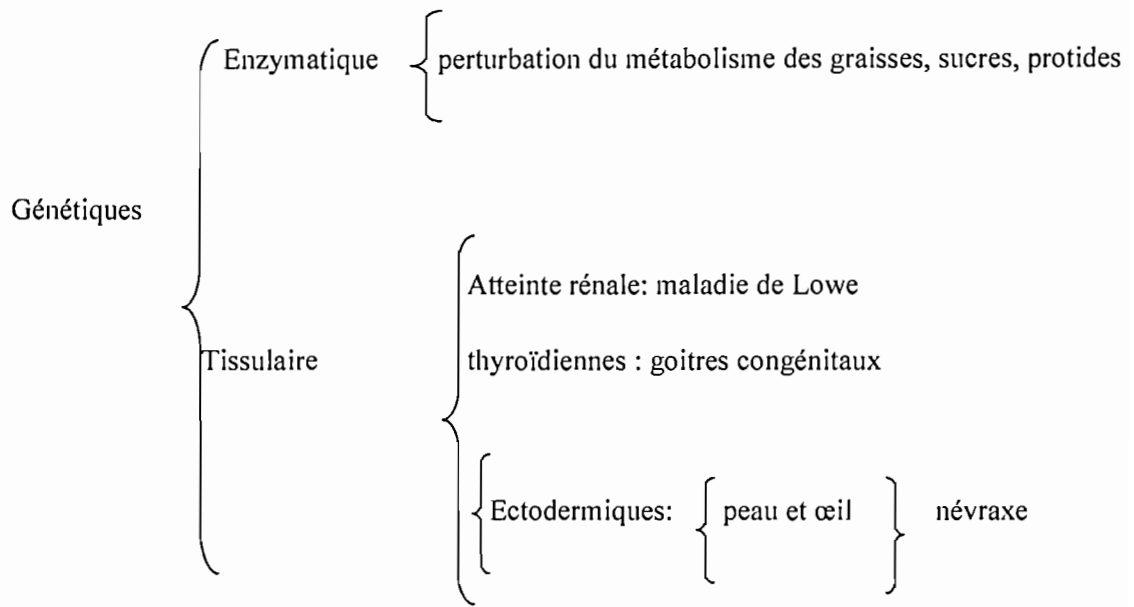 Enzymatique perturbation du métabolisme des graisses, sucres, protides
Génétiques
Atteinte rénale: maladie de Lowe
Tissulaire thyroïdiennes : goitres congénitaux
Ectodermiques: peau et œil névraxe